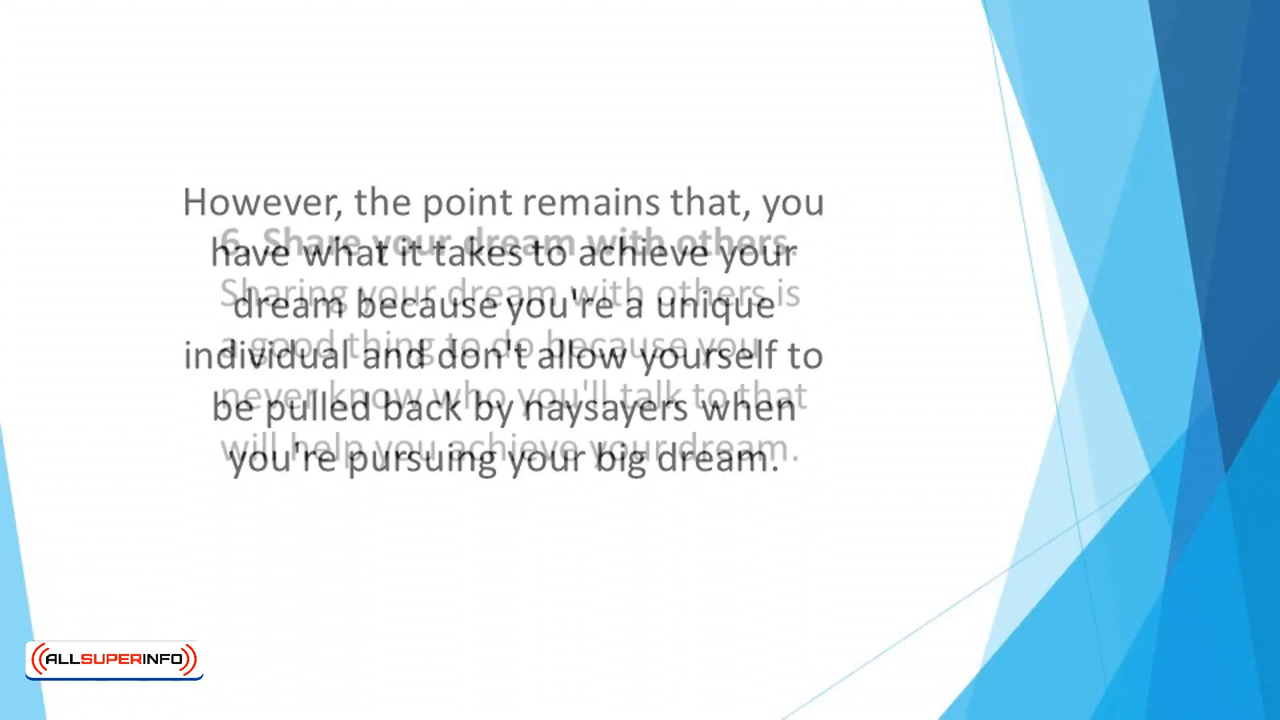 However, the point remains that, you
have what it takes to achieve your
dream because you're a unique
individual and don't allow yourself to
be pulled back by naysayers when
you're pursuing your big dream.
6. Share your dream with others.
Sharing your dream with others is
a good thing to do because you
never know who you'll talk to that
will help you achieve your dream.
ALLSUPERINFO